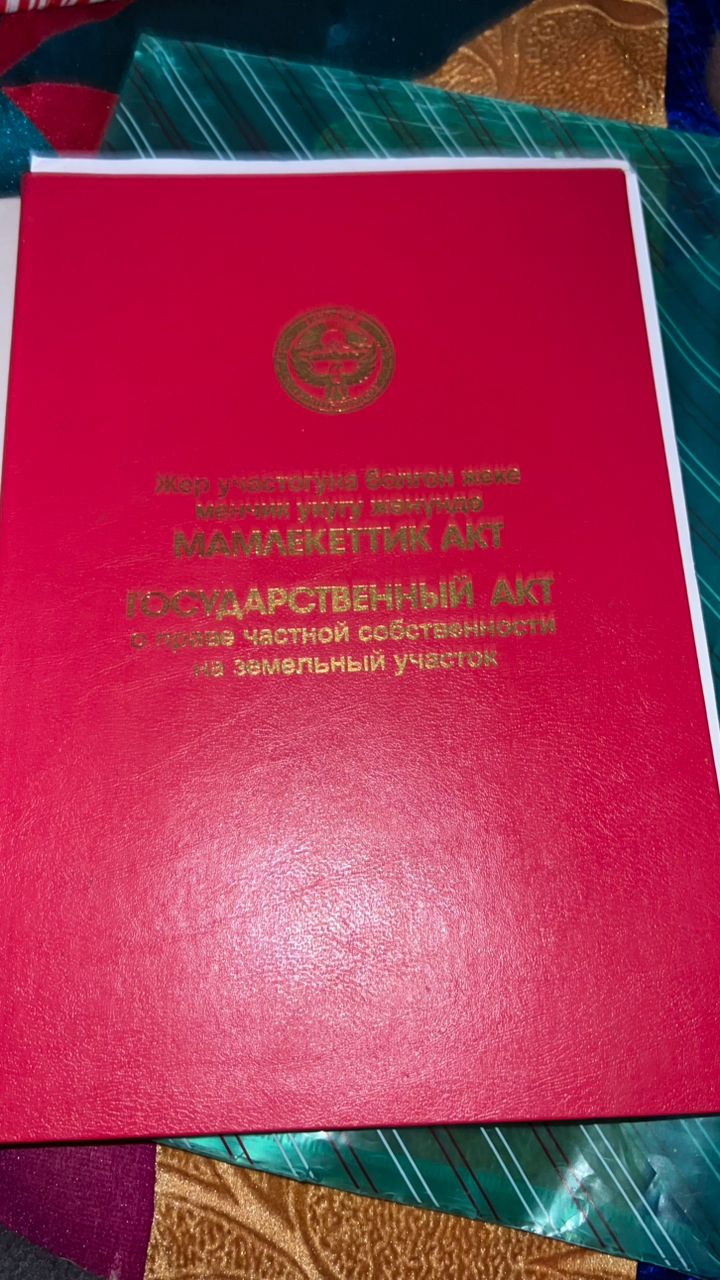 Жер участогуна болгон жеке
менчик укугу жөнүндө
МАМЛЕКЕТТИК АКТ
ГОСУДАРСТВЕННЫЙ АКТ
о праве частной собственности
на земельный участок